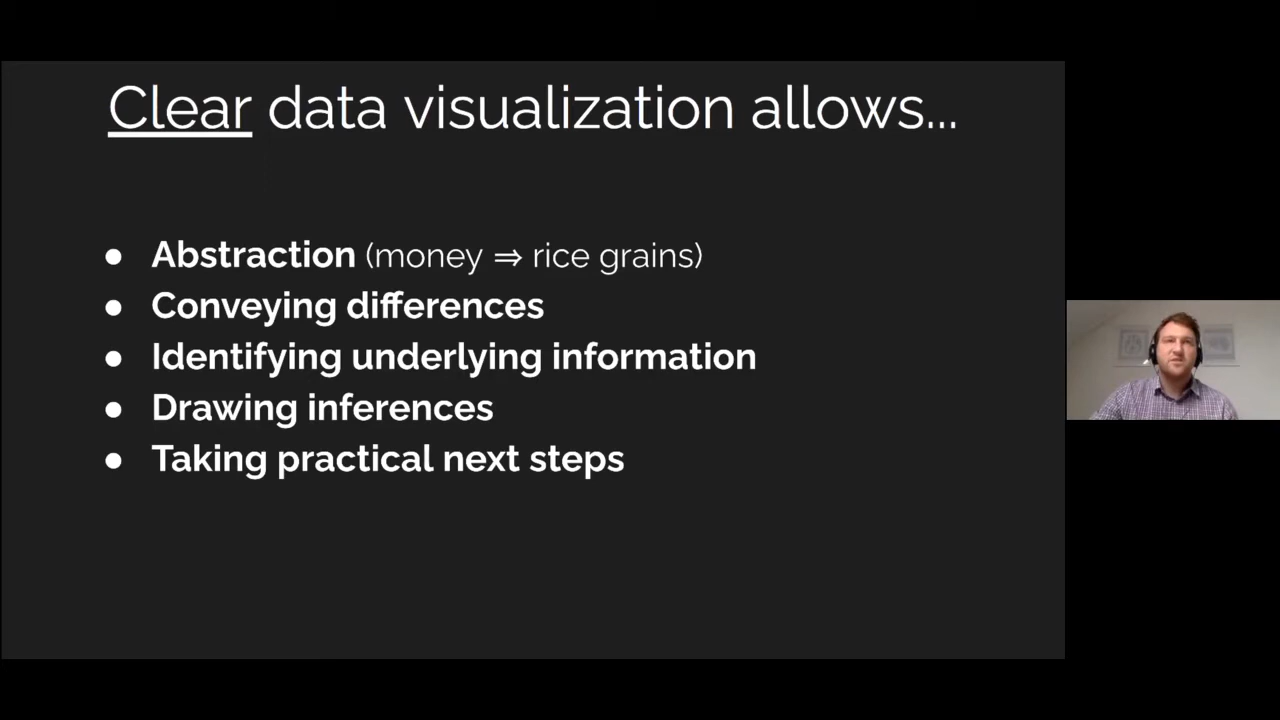 Clear data visualization allows...
● Abstraction (money ⇒ rice grains)
● Conveying differences
● Identifying underlying information
● Drawing inferences
● Taking practical next steps